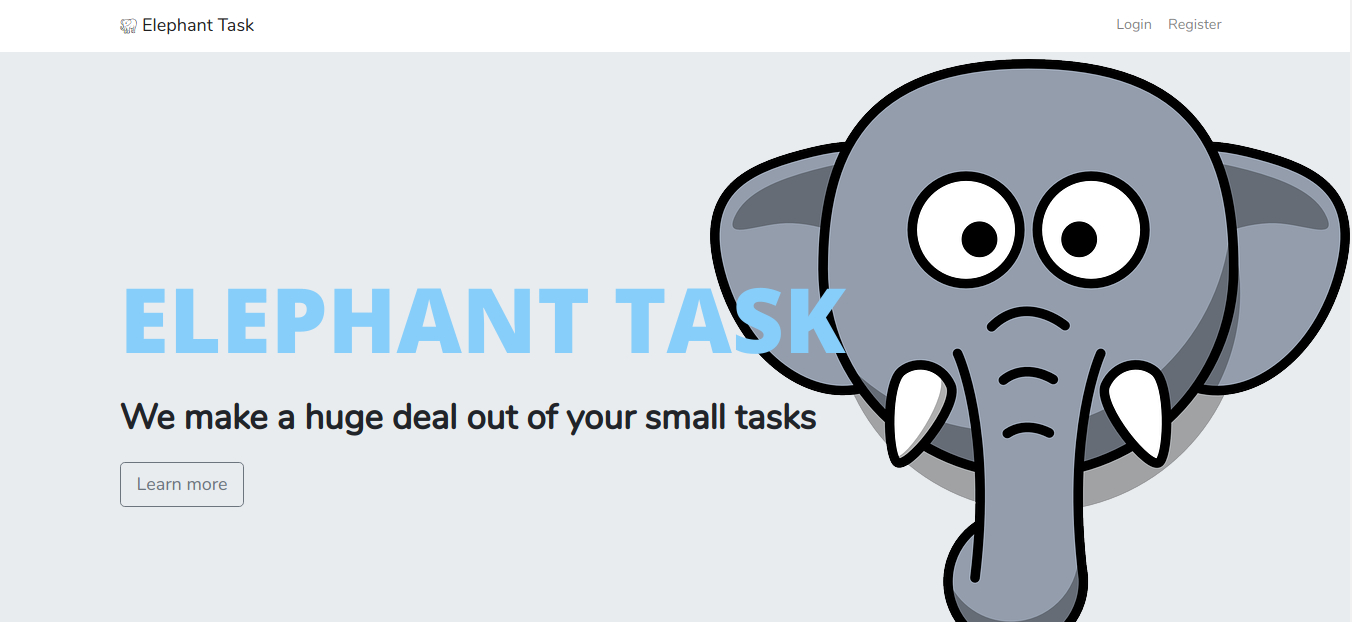 Elephant Task
Login Register
ELEPHANT TASK
We make a huge deal out of your small tasks
Learn more